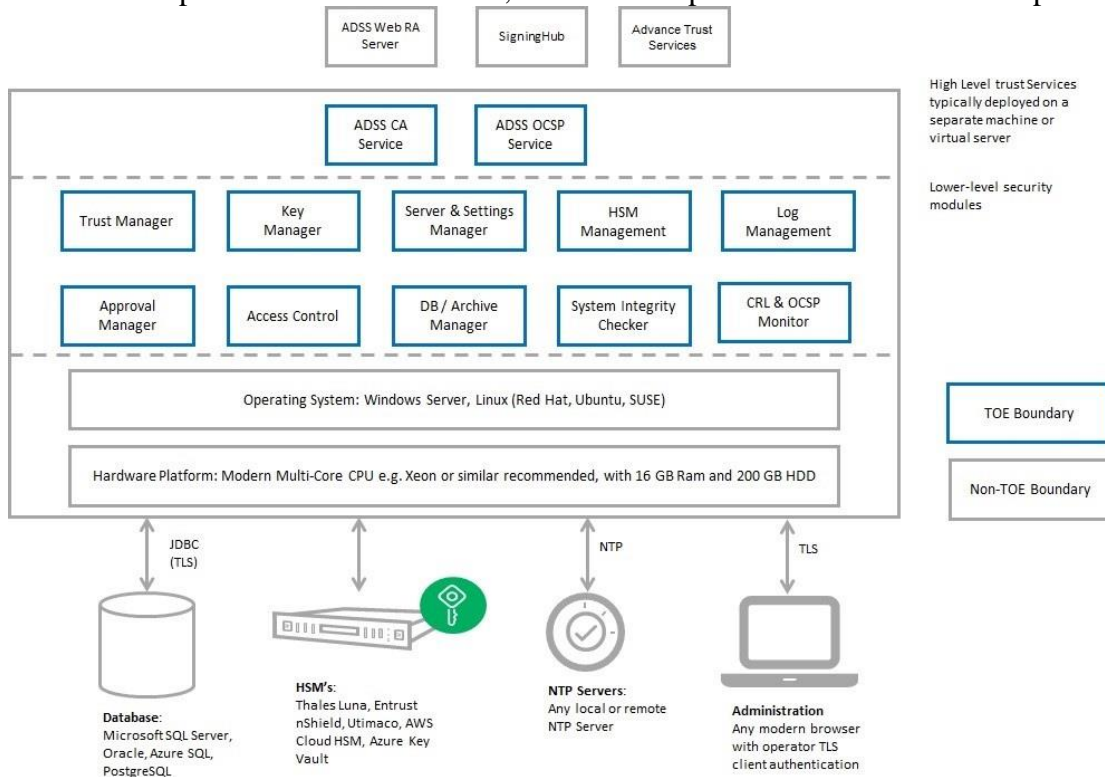 ADSS Web RA
Server
SigningHub
Advance Trust
Services
High Level trust Services
typically deployed on a
separate machine or
virtual server
ADSS CA
Service
ADSS OCSP
Service
Lower-level security
modules
Trust Manager
Key
Manager
Server & Settings
Manager
HSM
Management
Log
Management
Approval
Manager
Access Control
DB / Archive
Manager
System Integrity
Checker
CRL & OCSP
Monitor
Operating System: Windows Server, Linux (Red Hat, Ubuntu, SUSE)
TOE Boundary
Hardware Platform: Modern Multi-Core CPU e.g. Xeon or similar recommended, with 16 GB Ram and 200 GB HDD
Non-TOE Boundary
JDBC
(TLS)
NTP
TLS
Database:
Microsoft SQL Server,
Oracle, Azure SQL,
PostgreSQL
HSM's:
Thales Luna, Entrust
nShield, Utimaco, AWS
Cloud HSM, Azure Key
Vault
NTP Servers:
Any local or remote
NTP Server
Administration
Any modern browser
with operator TLS
client authentication